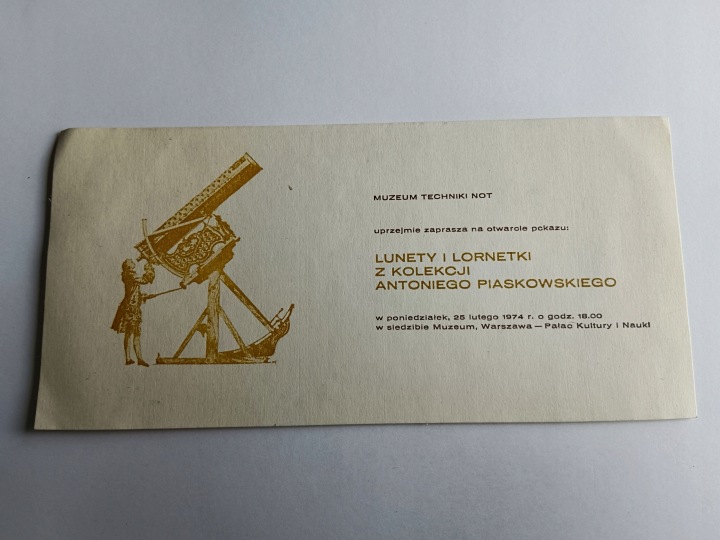 MUZEUM TECHNIKI NOT
uprzejmie zaprasza na otwarcie pokazu:
LUNETY I LORNETKI
Z KOLEKCJI
ANTONIEGO PIASKOWSKIEGO
w poniedziałek, 25 lutego 1974 r. o godz. 18.00
w siedzibie Muzeum, Warszawa — Pałac Kultury i Nauki